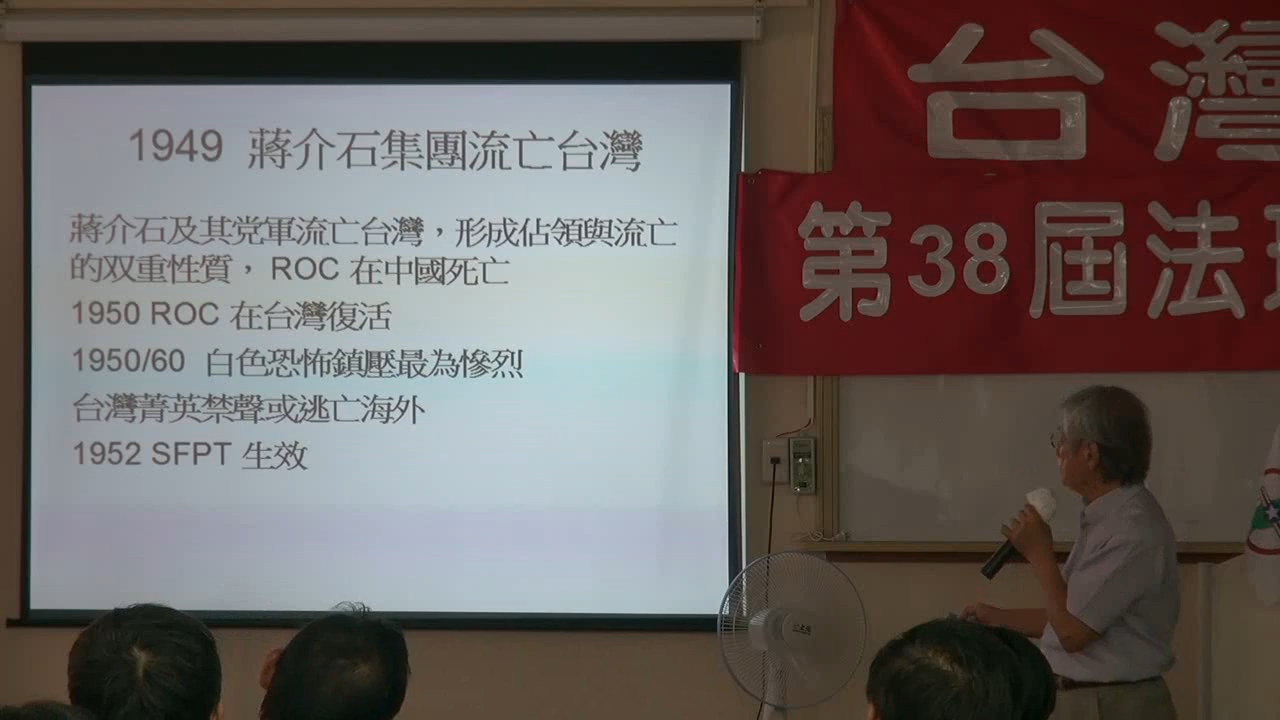 1949 蔣介石集團流亡台灣
蔣介石及其党軍流亡台灣，形成佔領與流亡
的双重性質， ROC 在中國死亡
1950 ROC 在台灣復活
1950/60 白色恐怖鎮壓最為慘烈
台灣菁英禁聲或逃亡海外
1952 SFPT 生效
台灣
第38屆法